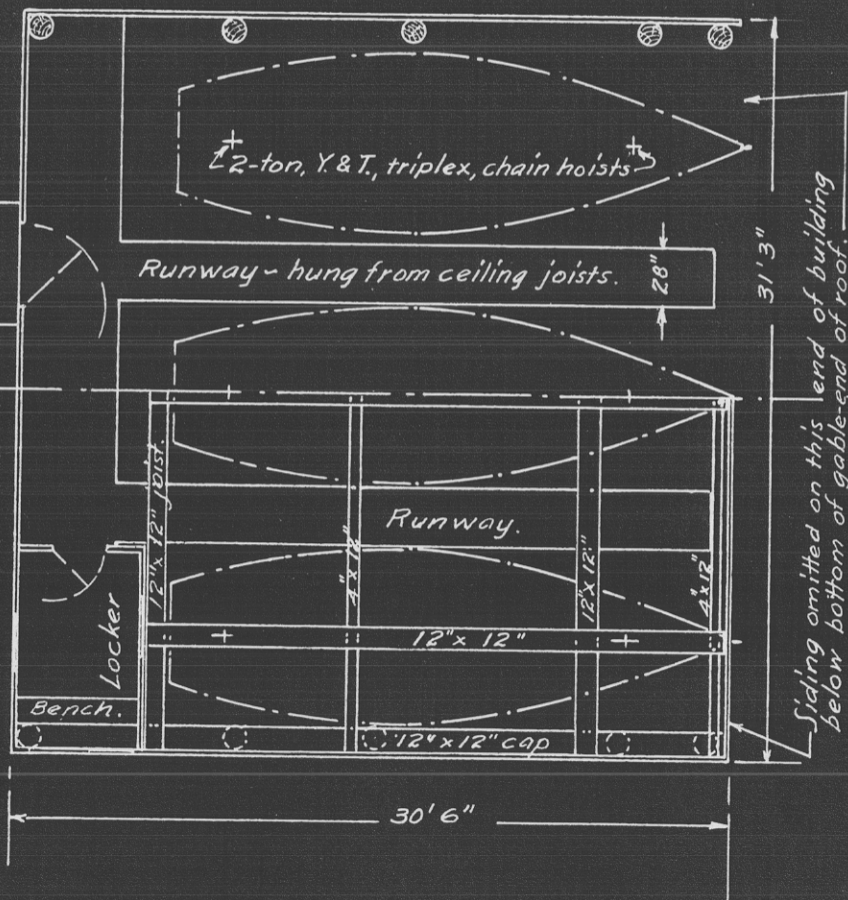 2-ton, Y. & T., triplex, chain hoists
Runway - hung from ceiling joists.
28"
31' 3"
Siding omitted on this end of building
below bottom of gable-end of roof.
12" x 12" joist.
Runway.
4" x 12"
12" x 12"
4" x 12"
Locker
12" x 12"
Bench.
12" x 12" cap
30' 6"